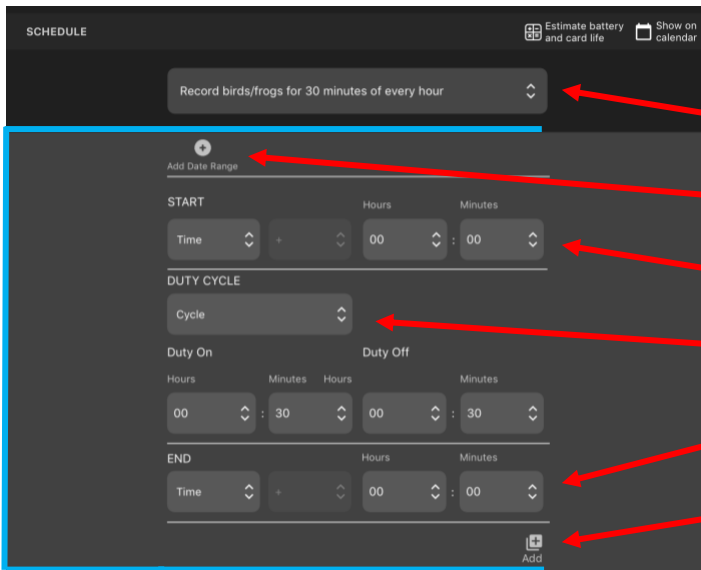 SCHEDULE
Estimate battery
and card life
Show on
calendar
Record birds/frogs for 30 minutes of every hour
Add Date Range
START Hours Minutes
Time + 00 : 00
DUTY CYCLE
Cycle
Duty On Duty Off
Hours Minutes Hours Minutes
00 : 30 00 : 30
END Hours Minutes
Time + 00 : 00
Add